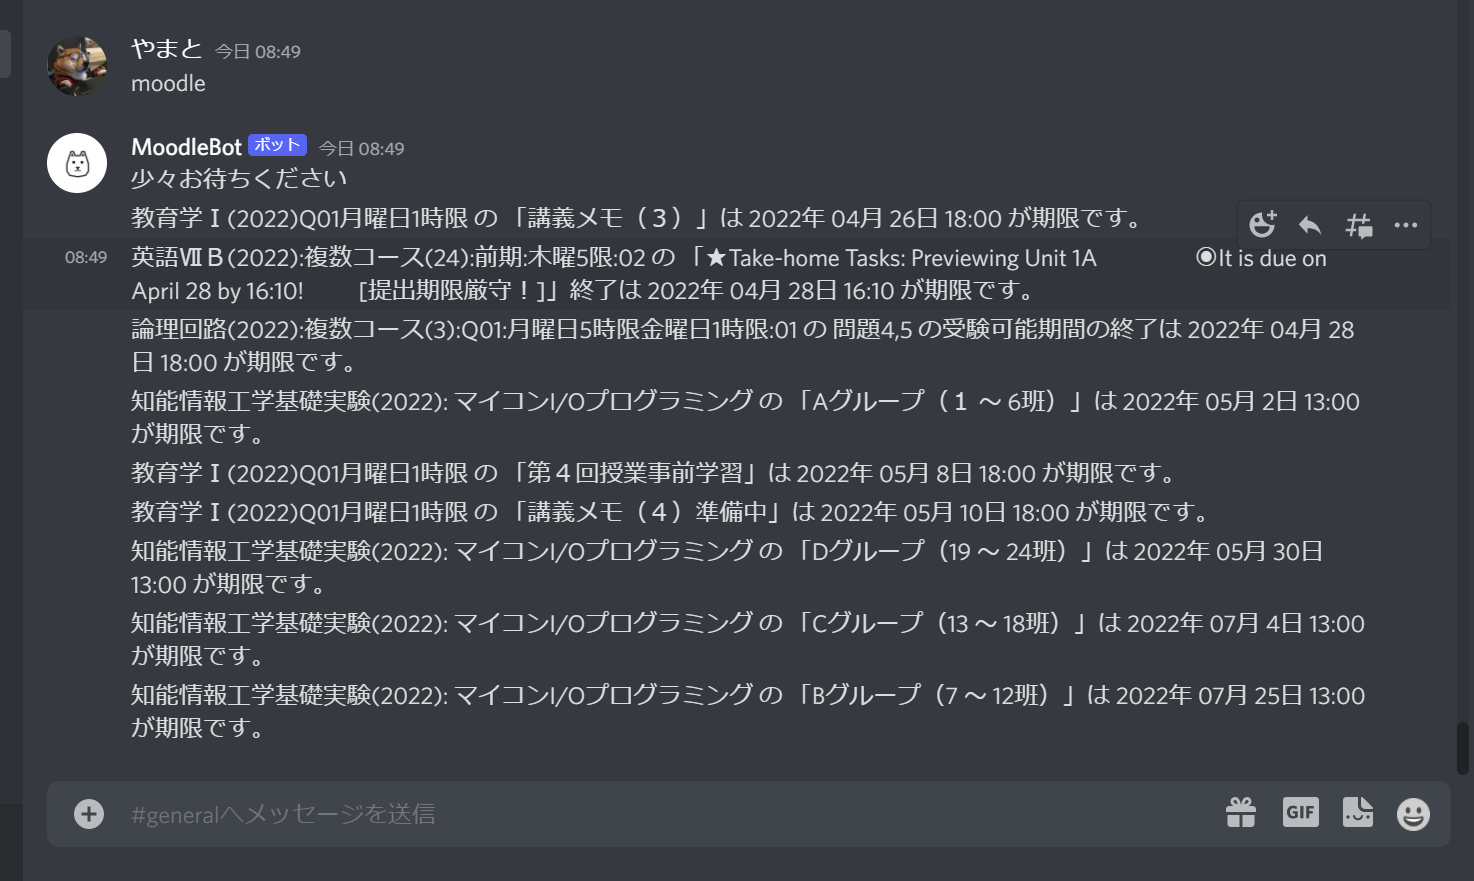 やまと 今日 08:49
moodle
MoodleBot ボット 今日 08:49
少々お待ちください
教育学Ⅰ(2022)Q01月曜日1時限 の 「講義メモ（３）」は 2022年 04月 26日 18:00 が期限です。
08:49 英語Ⅶ B (2022):複数コース(24):前期:木曜5限:02 の 「★Take-home Tasks: Previewing Unit 1A ◉It is due on
April 28 by 16:10! [提出期限厳守！]」終了は 2022年 04月 28日 16:10 が期限です。
論理回路(2022):複数コース(3):Q01:月曜日5時限金曜日1時限:01 の 問題4,5 の受験可能期間の終了は 2022年 04月 28
日 18:00 が期限です。
知能情報工学基礎実験(2022): マイコンI/Oプログラミング の 「Aグループ（１ ～ 6班）」は 2022年 05月 2日 13:00
が期限です。
教育学Ⅰ(2022)Q01月曜日1時限 の 「第４回授業事前学習」は 2022年 05月 8日 18:00 が期限です。
教育学Ⅰ(2022)Q01月曜日1時限 の 「講義メモ（４）準備中」は 2022年 05月 10日 18:00 が期限です。
知能情報工学基礎実験(2022): マイコンI/Oプログラミング の 「Dグループ（19 ～ 24班）」は 2022年 05月 30日
13:00 が期限です。
知能情報工学基礎実験(2022): マイコンI/Oプログラミング の 「Cグループ（13 ～ 18班）」は 2022年 07月 4日 13:00
が期限です。
知能情報工学基礎実験(2022): マイコンI/Oプログラミング の 「Bグループ（7 ～ 12班）」は 2022年 07月 25日 13:00
が期限です。
#generalへメッセージを送信 GIF